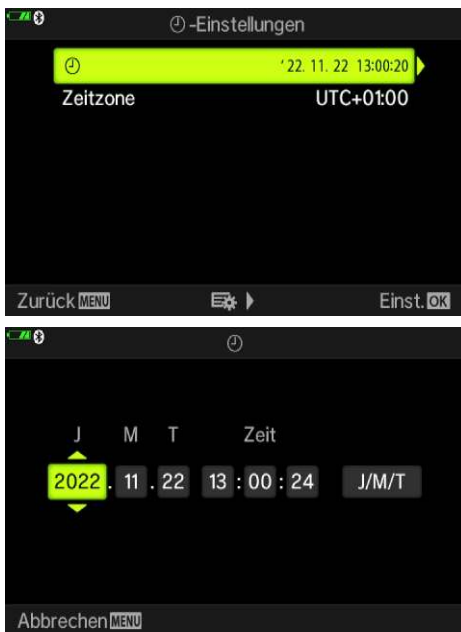 -Einstellungen
'22. 11. 22 13:00:20
Zeitzone UTC+01:00
Zurück MENU Einst. OK
J M T Zeit
2022 . 11 . 22 13 : 00 : 24 J/M/T
Abbrechen MENU